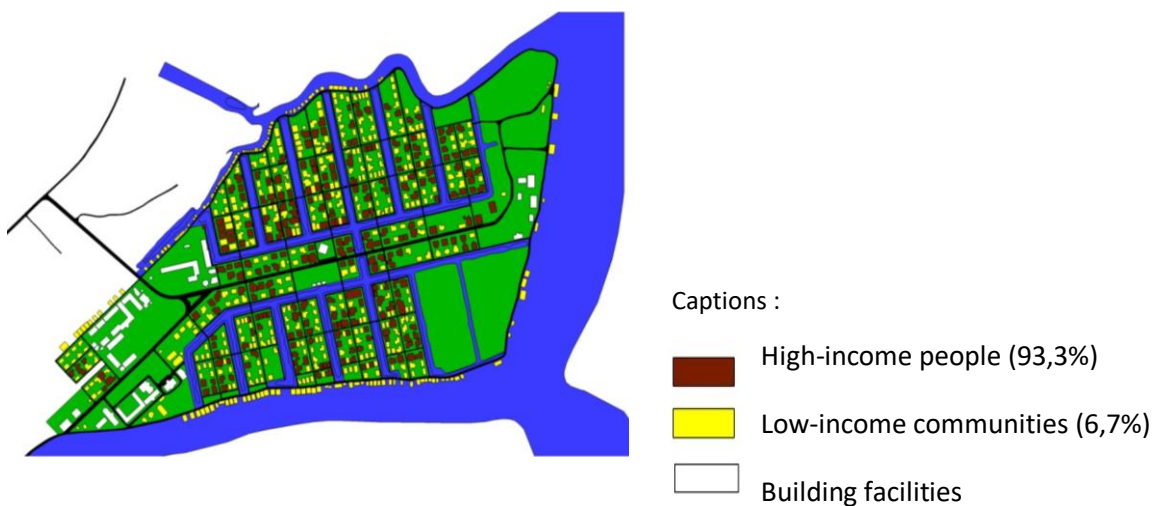 Captions :
High-income people (93,3%)
Low-income communities (6,7%)
Building facilities